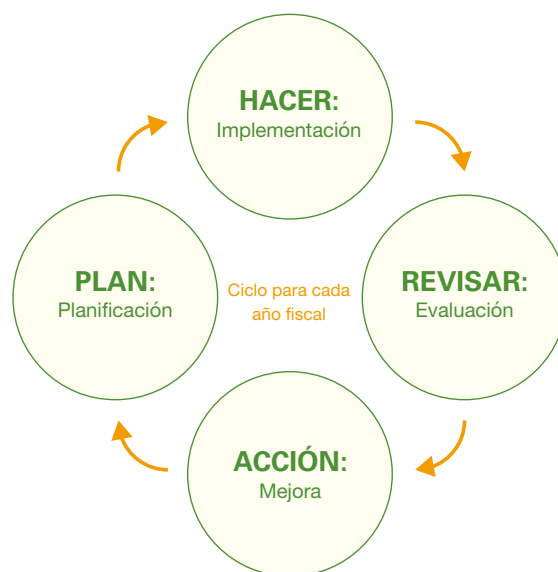 HACER:
Implementación
PLAN:
Planificación
Ciclo para cada
año fiscal
REVISAR:
Evaluación
ACCIÓN:
Mejora